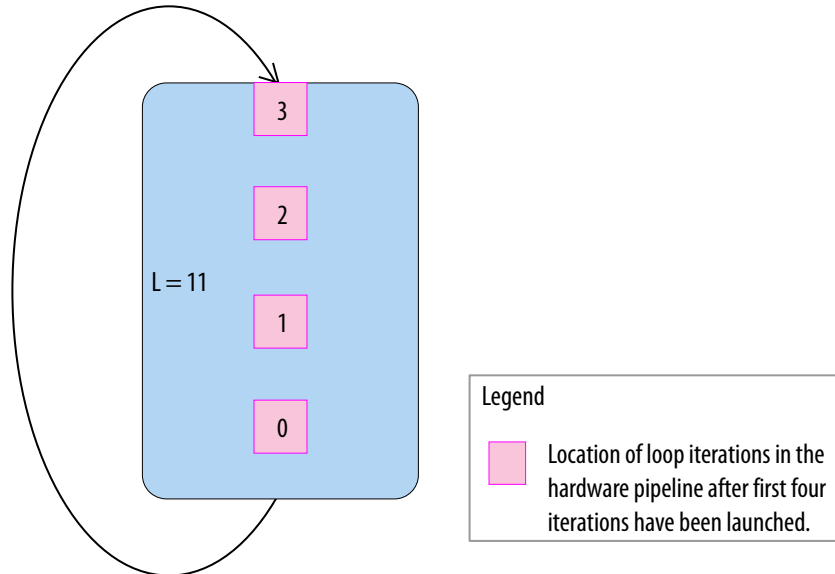 3
2
L = 11
1
0
Legend
Location of loop iterations in the
hardware pipeline after first four
iterations have been launched.